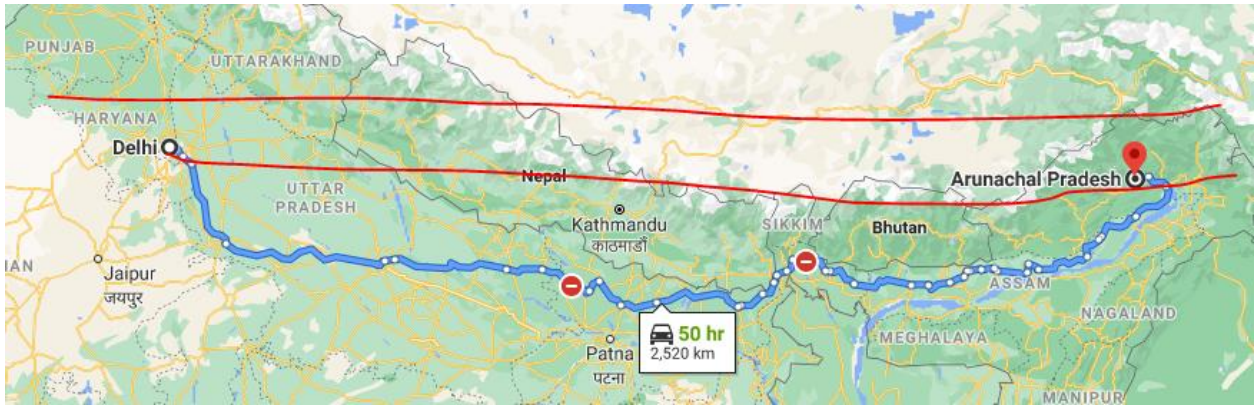 PUNJAB
UTTARAKHAND
HARYANA
Delhi
UTTAR
PRADESH
Nepal
Arunachal Pradesh
Kathmandu
काठमाडौं
SIKKIM
Bhutan
Jaipur
जयपुर
ASSAM
NAGALAND
50 hr
2,520 km
MEGHALAYA
Patna
पटना
MANIPUR